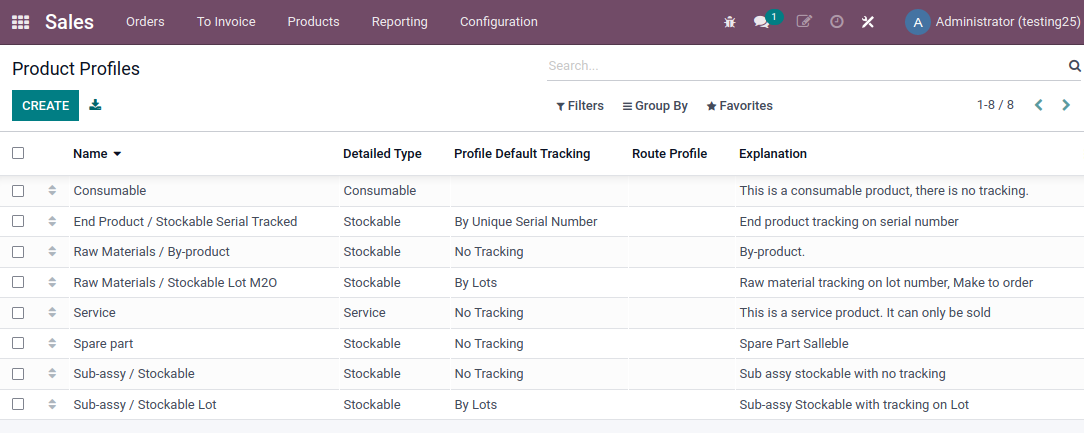 Sales Orders To Invoice Products Reporting Configuration 1 A Administrator (testing25)
Product Profiles Search...
CREATE Filters Group By Favorites 1-8 / 8
Name Detailed Type Profile Default Tracking Route Profile Explanation
Consumable Consumable This is a consumable product, there is no tracking.
End Product / Stockable Serial Tracked Stockable By Unique Serial Number End product tracking on serial number
Raw Materials / By-product Stockable No Tracking By-product.
Raw Materials / Stockable Lot M2O Stockable By Lots Raw material tracking on lot number, Make to order
Service Service No Tracking This is a service product. It can only be sold
Spare part Stockable No Tracking Spare Part Salleble
Sub-assy / Stockable Stockable No Tracking Sub assy stockable with no tracking
Sub-assy / Stockable Lot Stockable By Lots Sub-assy Stockable with tracking on Lot